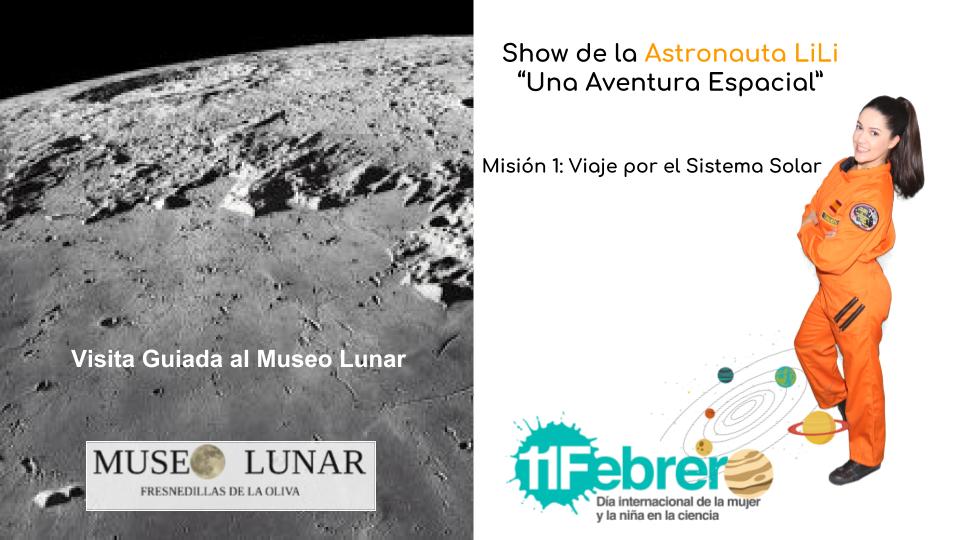 Visita Guiada al Museo Lunar
MUSEO LUNAR
FRESNEDILLAS DE LA OLIVA
Show de la Astronauta LiLi
“Una Aventura Espacial”
Misión 1: Viaje por el Sistema Solar
11Febrero
Día internacional de la mujer
y la niña en la ciencia